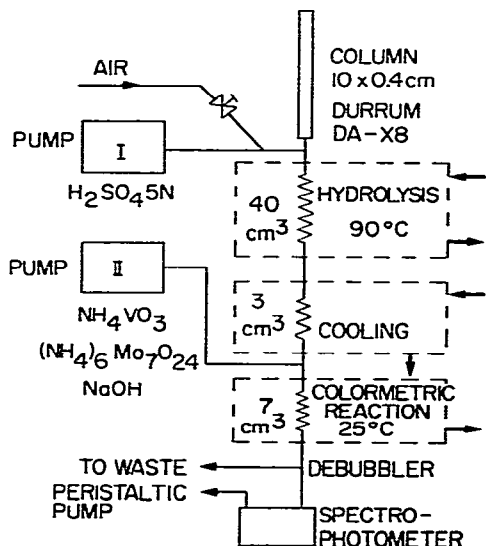 COLUMN
10 x 0.4 cm
DURRUM
DA-X8
AIR
PUMP
I
H2SO4 5N
HYDROLYSIS
40
cm3
90°C
PUMP
II
NH4VO3
(NH4)6 Mo7O24
NaOH
3
cm3
COOLING
7
cm3
COLORMETRIC
REACTION
25°C
TO WASTE
DEBUBBLER
PERISTALTIC
PUMP
SPECTRO-
PHOTOMETER